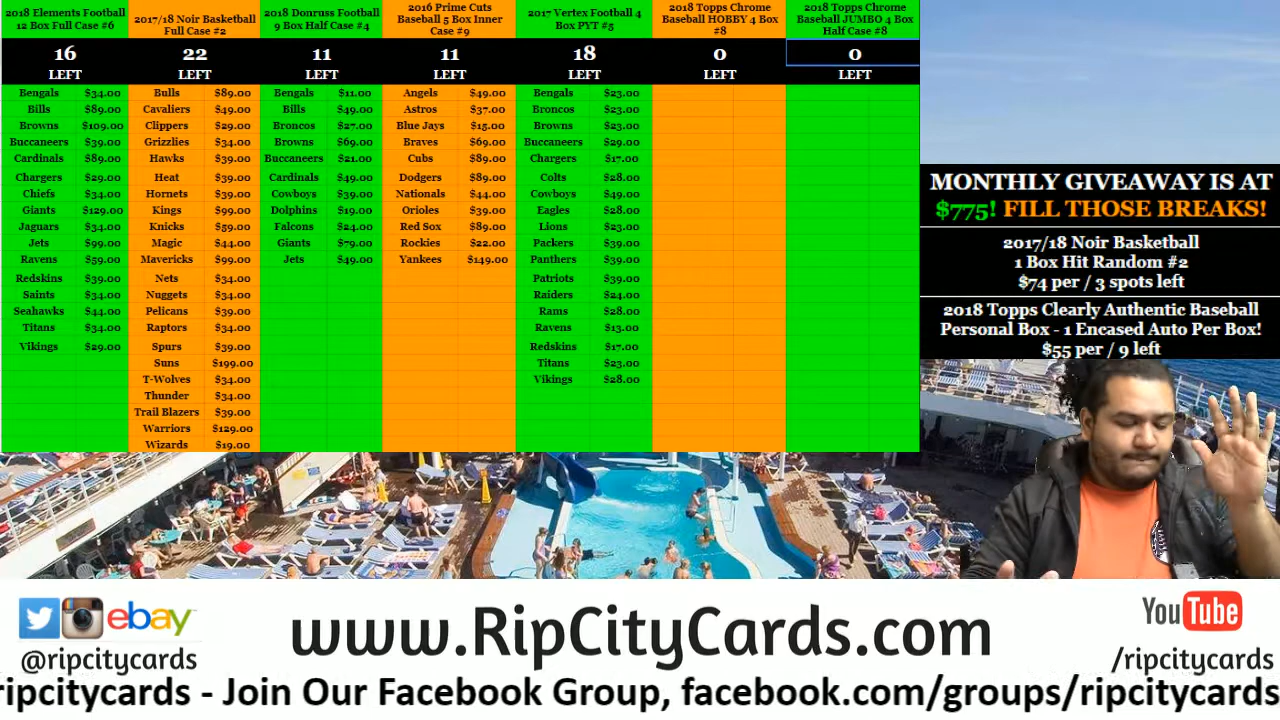 2018 Elements Football
12 Box Full Case #6
16
LEFT
Bengals $34.00
Bills $89.00
Browns $109.00
Buccaneers $39.00
Cardinals $89.00
Chargers $29.00
Chiefs $34.00
Giants $129.00
Jaguars $34.00
Jets $99.00
Ravens $59.00
Redskins $39.00
Saints $34.00
Seahawks $44.00
Titans $34.00
Vikings $29.00
2017/18 Noir Basketball
Full Case #2
22
LEFT
Bulls $89.00
Cavaliers $49.00
Clippers $29.00
Grizzlies $34.00
Hawks $39.00
Heat $39.00
Hornets $39.00
Kings $99.00
Knicks $59.00
Magic $44.00
Mavericks $99.00
Nets $34.00
Nuggets $34.00
Pelicans $39.00
Raptors $34.00
Spurs $39.00
Suns $199.00
T-Wolves $34.00
Thunder $34.00
Trail Blazers $39.00
Warriors $129.00
Wizards $19.00
2018 Donruss Football
9 Box Half Case #4
11
LEFT
Bengals $11.00
Bills $49.00
Broncos $27.00
Browns $69.00
Buccaneers $21.00
Cardinals $49.00
Cowboys $39.00
Dolphins $19.00
Falcons $24.00
Giants $79.00
Jets $49.00
2016 Prime Cuts
Baseball 5 Box Inner
Case #9
11
LEFT
Angels $49.00
Astros $37.00
Blue Jays $15.00
Braves $69.00
Cubs $89.00
Dodgers $89.00
Nationals $44.00
Orioles $39.00
Red Sox $89.00
Rockies $22.00
Yankees $149.00
2017 Vertex Football 4
Box PYT #5
18
LEFT
Bengals $23.00
Broncos $23.00
Browns $23.00
Buccaneers $29.00
Chargers $17.00
Colts $28.00
Cowboys $49.00
Eagles $28.00
Lions $23.00
Packers $39.00
Panthers $39.00
Patriots $39.00
Raiders $24.00
Rams $28.00
Ravens $13.00
Redskins $17.00
Titans $23.00
Vikings $28.00
2018 Topps Chrome
Baseball HOBBY 4 Box
#8
0
LEFT
2018 Topps Chrome
Baseball JUMBO 4 Box
Half Case #8
0
LEFT
MONTHLY GIVEAWAY IS AT
$775! FILL THOSE BREAKS!
2017/18 Noir Basketball
1 Box Hit Random #2
$74 per / 3 spots left
2018 Topps Clearly Authentic Baseball
Personal Box - 1 Encased Auto Per Box!
$55 per / 9 left
ebay
@ripcitycards
www.RipCityCards.com
YouTube
/ripcitycards
ripcitycards - Join Our Facebook Group, facebook.com/groups/ripcitycards